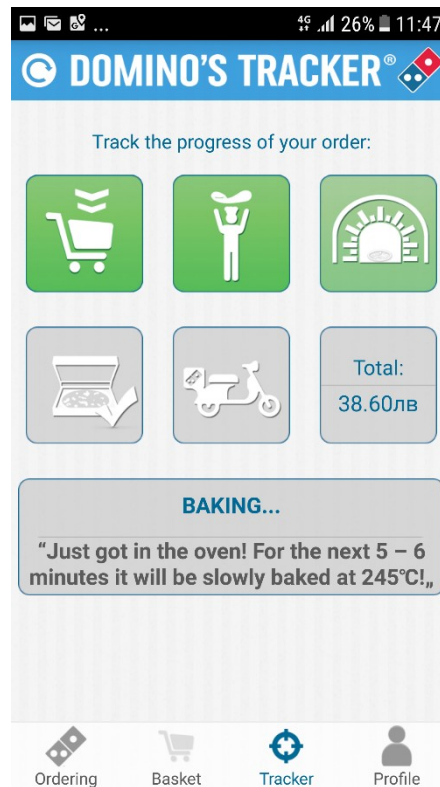 ... 4G 26% 11:47
DOMINO'S TRACKER®
Track the progress of your order:
Total:
38.60лв
BAKING...
“Just got in the oven! For the next 5 – 6
minutes it will be slowly baked at 245℃!„
Ordering Basket Tracker Profile